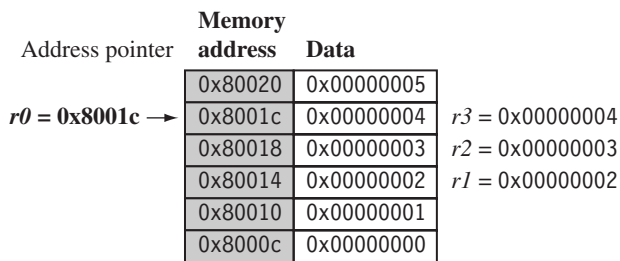 Memory
Address pointer address Data
0x80020 0x00000005
r0 = 0x8001c 0x8001c 0x00000004 r3 = 0x00000004
0x80018 0x00000003 r2 = 0x00000003
0x80014 0x00000002 r1 = 0x00000002
0x80010 0x00000001
0x8000c 0x00000000